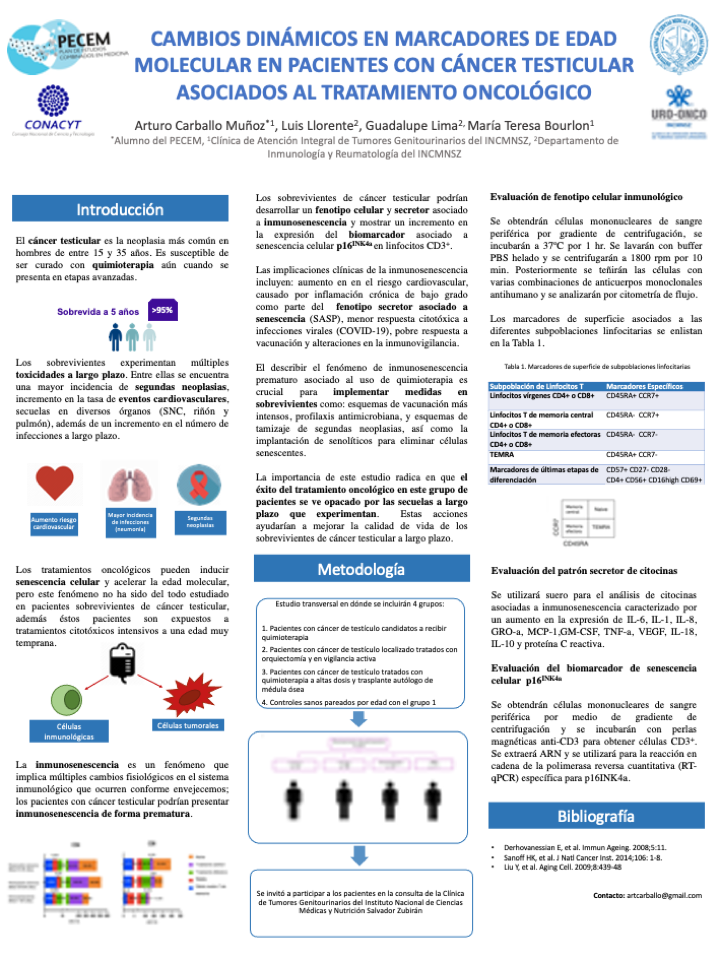 PECEM
PLAN DE ESTUDIOS
COMBINADOS EN MEDICINA
CONACYT
Consejo Nacional de Ciencia y Tecnología
CAMBIOS DINÁMICOS EN MARCADORES DE EDAD
MOLECULAR EN PACIENTES CON CÁNCER TESTICULAR
ASOCIADOS AL TRATAMIENTO ONCOLÓGICO
Arturo Carballo Muñoz*1, Luis Llorente2, Guadalupe Lima2, María Teresa Bourlon1
*Alumno del PECEM, 1Clínica de Atención Integral de Tumores Genitourinarios del INCMNSZ, 2Departamento de
Inmunología y Reumatología del INCMNSZ
URO-ONCO
INCMNSZ
Introducción
El cáncer testicular es la neoplasia más común en
hombres de entre 15 y 35 años. Es susceptible de
ser curado con quimioterapia aún cuando se
presenta en etapas avanzadas.
Sobrevida a 5 años >95%
Los sobrevivientes experimentan múltiples
toxicidades a largo plazo. Entre ellas se encuentra
una mayor incidencia de segundas neoplasias,
incremento en la tasa de eventos cardiovasculares,
secuelas en diversos órganos (SNC, riñón y
pulmón), además de un incremento en el número de
infecciones a largo plazo.
Aumento riesgo
cardiovascular
Mayor incidencia
de infecciones
(neumonía)
Segundas
neoplasias
Los tratamientos oncológicos pueden inducir
senescencia celular y acelerar la edad molecular,
pero este fenómeno no ha sido del todo estudiado
en pacientes sobrevivientes de cáncer testicular,
además éstos pacientes son expuestos a
tratamientos citotóxicos intensivos a una edad muy
temprana.
Células
inmunológicas
Células tumorales
La inmunosenescencia es un fenómeno que
implica múltiples cambios fisiológicos en el sistema
inmunológico que ocurren conforme envejecemos;
los pacientes con cáncer testicular podrían presentar
inmunosenescencia de forma prematura.
Los sobrevivientes de cáncer testicular podrían
desarrollar un fenotipo celular y secretor asociado
a inmunosenescencia y mostrar un incremento en
la expresión del biomarcador asociado a
senescencia celular p16INK4a en linfocitos CD3+.
Las implicaciones clínicas de la inmunosenescencia
incluyen: aumento en en el riesgo cardiovascular,
causado por inflamación crónica de bajo grado
como parte del fenotipo secretor asociado a
senescencia (SASP), menor respuesta citotóxica a
infecciones virales (COVID-19), pobre respuesta a
vacunación y alteraciones en la inmunovigilancia.
El describir el fenómeno de inmunosenescencia
prematuro asociado al uso de quimioterapia es
crucial para implementar medidas en
sobrevivientes como: esquemas de vacunación más
intensos, profilaxis antimicrobiana, y esquemas de
tamizaje de segundas neoplasias, así como la
implantación de senolíticos para eliminar células
senescentes.
La importancia de este estudio radica en que el
éxito del tratamiento oncológico en este grupo de
pacientes se ve opacado por las secuelas a largo
plazo que experimentan. Estas acciones
ayudarían a mejorar la calidad de vida de los
sobrevivientes de cáncer testicular a largo plazo.
Metodología
Estudio transversal en dónde se incluirán 4 grupos:
1. Pacientes con cáncer de testículo candidatos a recibir
quimioterapia
2. Pacientes con cáncer de testículo localizado tratados con
orquiectomía y en vigilancia activa
3. Pacientes con cáncer de testículo tratados con
quimioterapia a altas dosis y trasplante autólogo de
médula ósea
4. Controles sanos pareados por edad con el grupo 1
Se invitó a participar a los pacientes en la consulta de la Clínica
de Tumores Genitourinarios del Instituto Nacional de Ciencias
Médicas y Nutrición Salvador Zubirán
Evaluación de fenotipo celular inmunológico
Se obtendrán células mononucleares de sangre
periférica por gradiente de centrifugación, se
incubarán a 37ºC por 1 hr. Se lavarán con buffer
PBS helado y se centrifugarán a 1800 rpm por 10
min. Posteriormente se teñirán las células con
varias combinaciones de anticuerpos monoclonales
antihumano y se analizarán por citometría de flujo.
Los marcadores de superficie asociados a las
diferentes subpoblaciones linfocitarias se enlistan
en la Tabla 1.
Tabla 1. Marcadores de superficie de subpoblaciones linfocitarias
Subpoblación de Linfocitos T Marcadores Específicos
Linfocitos vírgenes CD4+ o CD8+ CD45RA+ CCR7+
Linfocitos T de memoria central CD45RA- CCR7+
CD4+ o CD8+
Linfocitos T de memoria efectoras CD45RA- CCR7-
CD4+ o CD8+
TEMRA CD45RA+ CCR7-
Marcadores de últimas etapas de CD57+ CD27- CD28-
diferenciación CD4+ CD56+ CD16high CD69+
CCR7
Memoria
central
Naive
Memoria
efectora
TEMRA
CD45RA
Evaluación del patrón secretor de citocinas
Se utilizará suero para el análisis de citocinas
asociadas a inmunosenescencia caracterizado por
un aumento en la expresión de IL-6, IL-1, IL-8,
GRO-a, MCP-1,GM-CSF, TNF-a, VEGF, IL-18,
IL-10 y proteína C reactiva.
Evaluación del biomarcador de senescencia
celular p16INK4a
Se obtendrán células mononucleares de sangre
periférica por medio de gradiente de
centrifugación y se incubarán con perlas
magnéticas anti-CD3 para obtener células CD3+.
Se extraerá ARN y se utilizará para la reacción en
cadena de la polimerasa reversa cuantitativa (RT-
qPCR) específica para p16INK4a.
Bibliografía
• Derhovanessian E, et al. Immun Ageing. 2008;5:11.
• Sanoff HK, et al. J Natl Cancer Inst. 2014;106: 1-8.
• Liu Y, et al. Aging Cell. 2009;8:439-48
Contacto: artcarballo@gmail.com